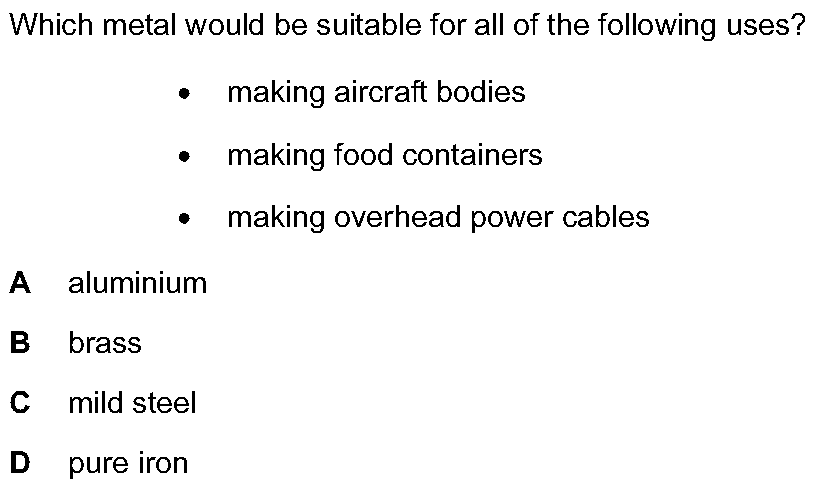 Which metal would be suitable for all of the following uses?
• making aircraft bodies
• making food containers
• making overhead power cables
A aluminium
B brass
C mild steel
D pure iron